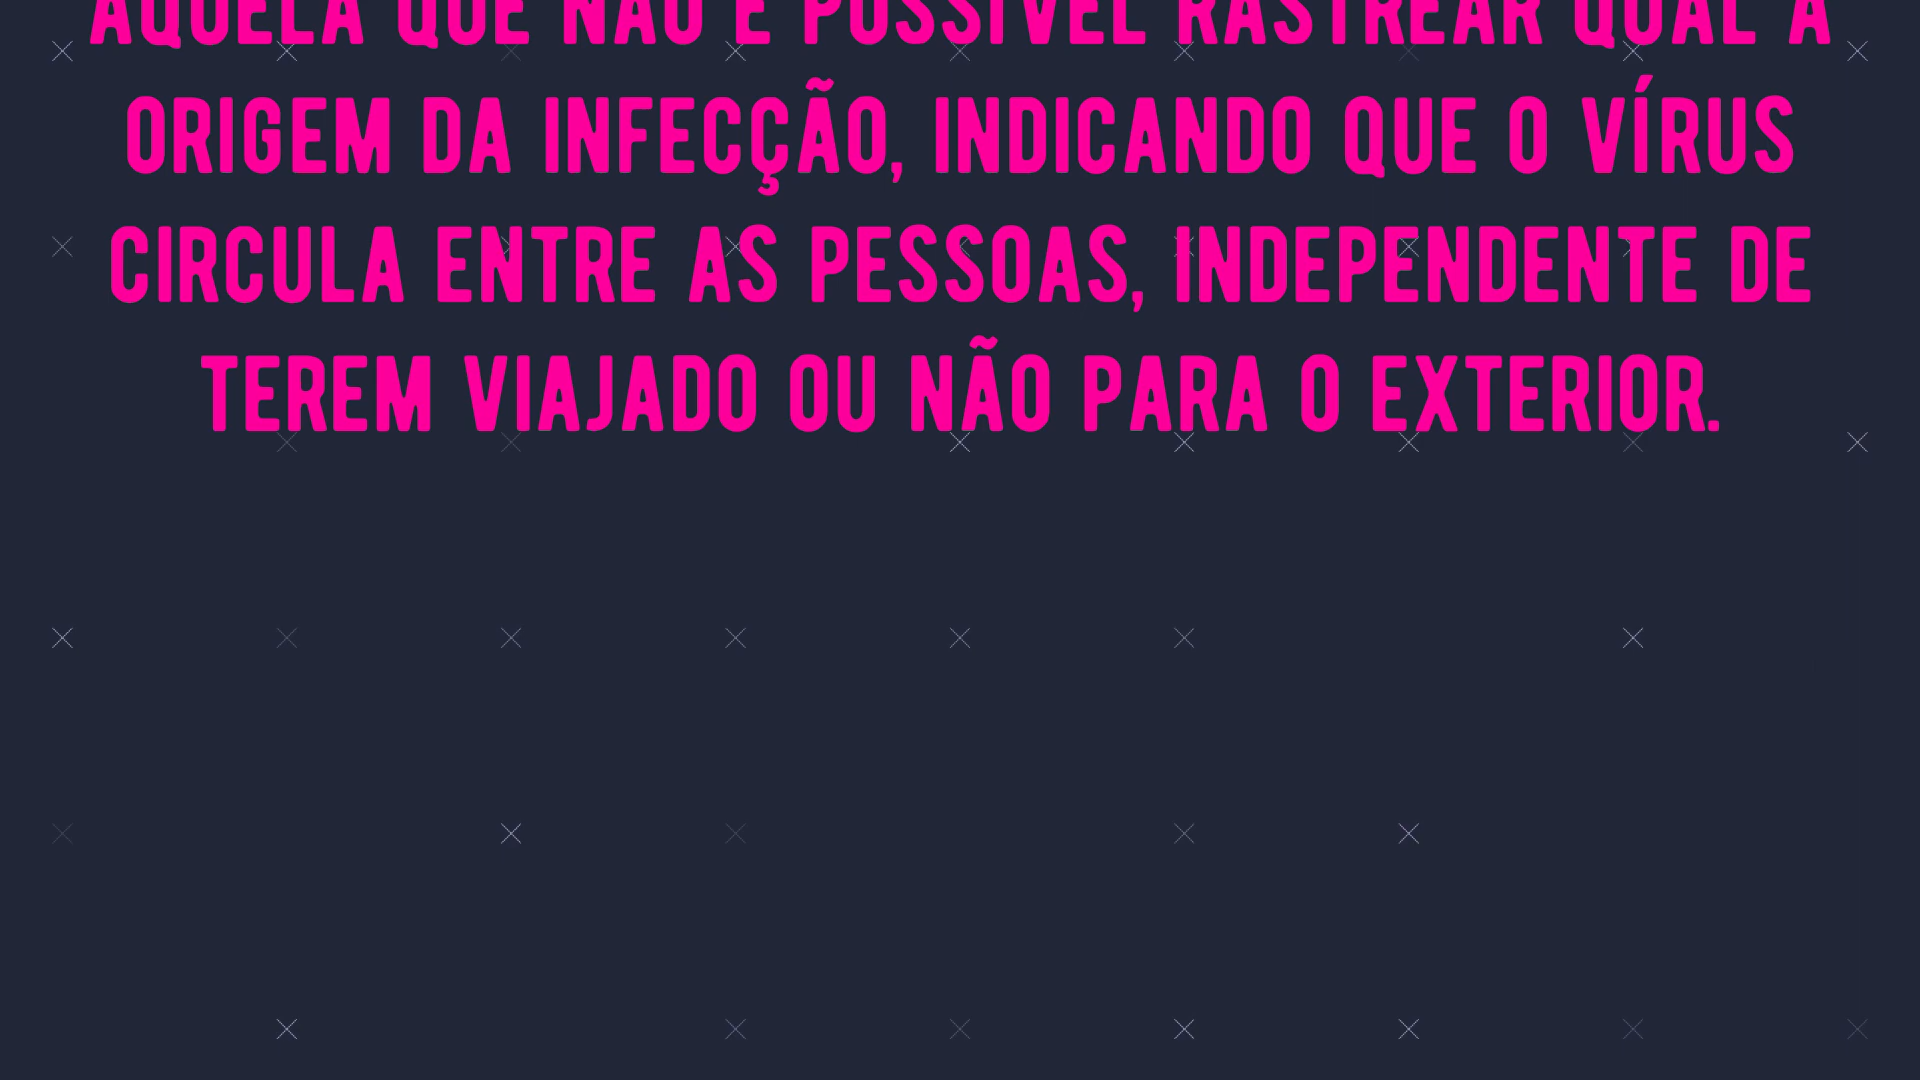 AQUELA QUE NÃO É POSSÍVEL RASTREAR QUAL A
ORIGEM DA INFECÇÃO, INDICANDO QUE O VÍRUS
CIRCULA ENTRE AS PESSOAS, INDEPENDENTE DE
TEREM VIAJADO OU NÃO PARA O EXTERIOR.